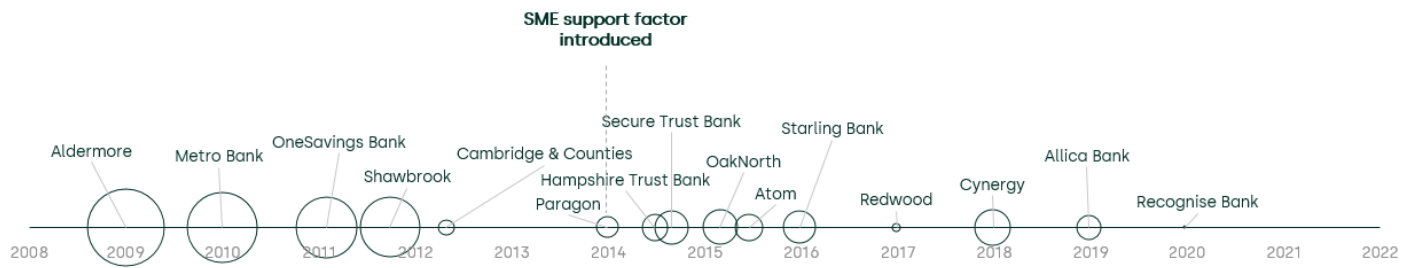 SME support factor
introduced
Secure Trust Bank
Starling Bank
OneSavings Bank
Aldermore
Metro Bank
Cambridge & Counties
OakNorth
Allica Bank
Shawbrook
Hampshire Trust Bank
Cynergy
Atom
Paragon
Redwood
Recognise Bank
2008
2009
2010
2011
2012
2013
2014
2015
2016
2017
2018
2019
2020
2021
2022